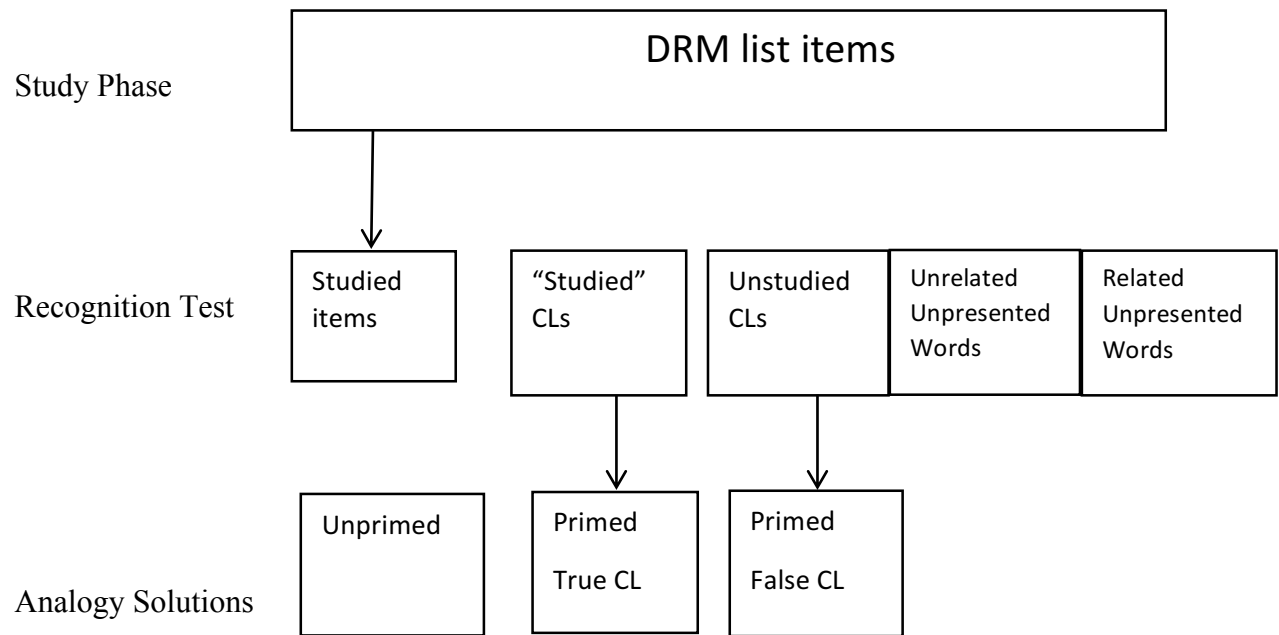 DRM list items
Study Phase
Recognition Test
Studied
items
“Studied”
CLs
Unstudied
CLs
Unrelated
Unpresented
Words
Related
Unpresented
Words
Analogy Solutions
Unprimed
Primed
True CL
Primed
False CL